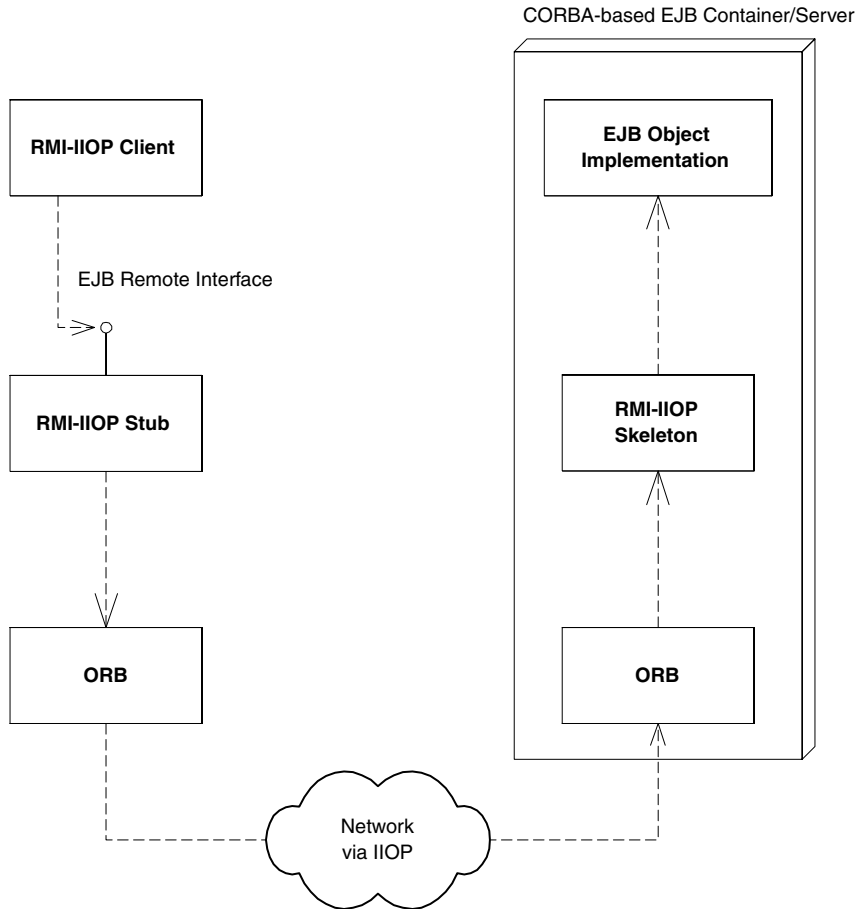 CORBA-based EJB Container/Server
RMI-IIOP Client
EJB Object
Implementation
EJB Remote Interface
RMI-IIOP Stub
RMI-IIOP
Skeleton
ORB
ORB
Network
via IIOP